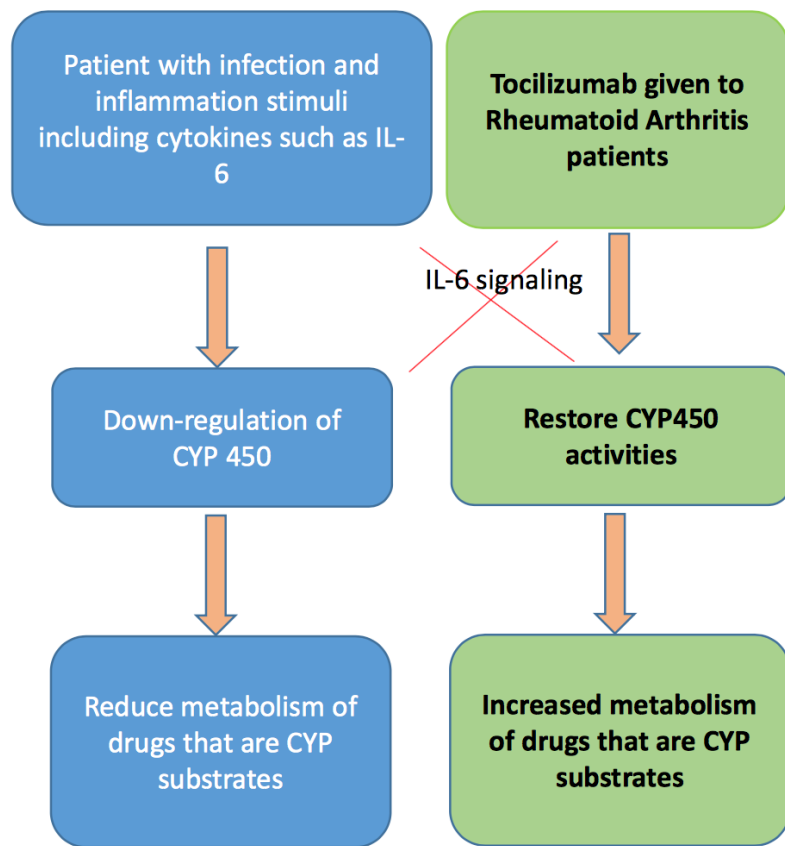 Patient with infection and
inflammation stimuli
including cytokines such as IL-
6
Tocilizumab given to
Rheumatoid Arthritis
patients
IL-6 signaling
Down-regulation of
CYP 450
Restore CYP450
activities
Reduce metabolism of
drugs that are CYP
substrates
Increased metabolism
of drugs that are CYP
substrates